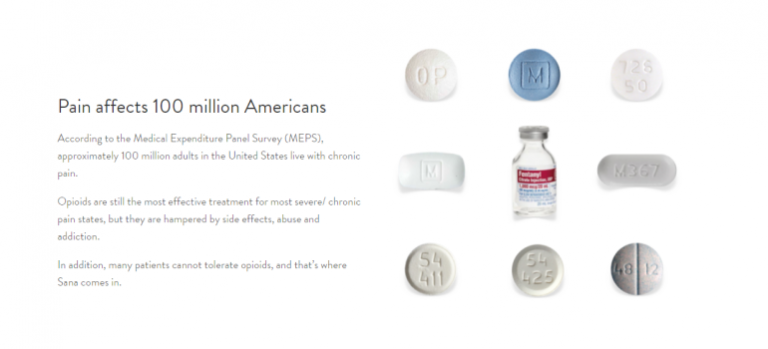 Pain affects 100 million Americans
According to the Medical Expenditure Panel Survey (MEPS),
approximately 100 million adults in the United States live with chronic
pain.
Opioids are still the most effective treatment for most severe/ chronic
pain states, but they are hampered by side effects, abuse and
addiction.
In addition, many patients cannot tolerate opioids, and that's where
Sana comes in.
OP
M
M
Fentanyl
M367
54
411
54
425
48 12